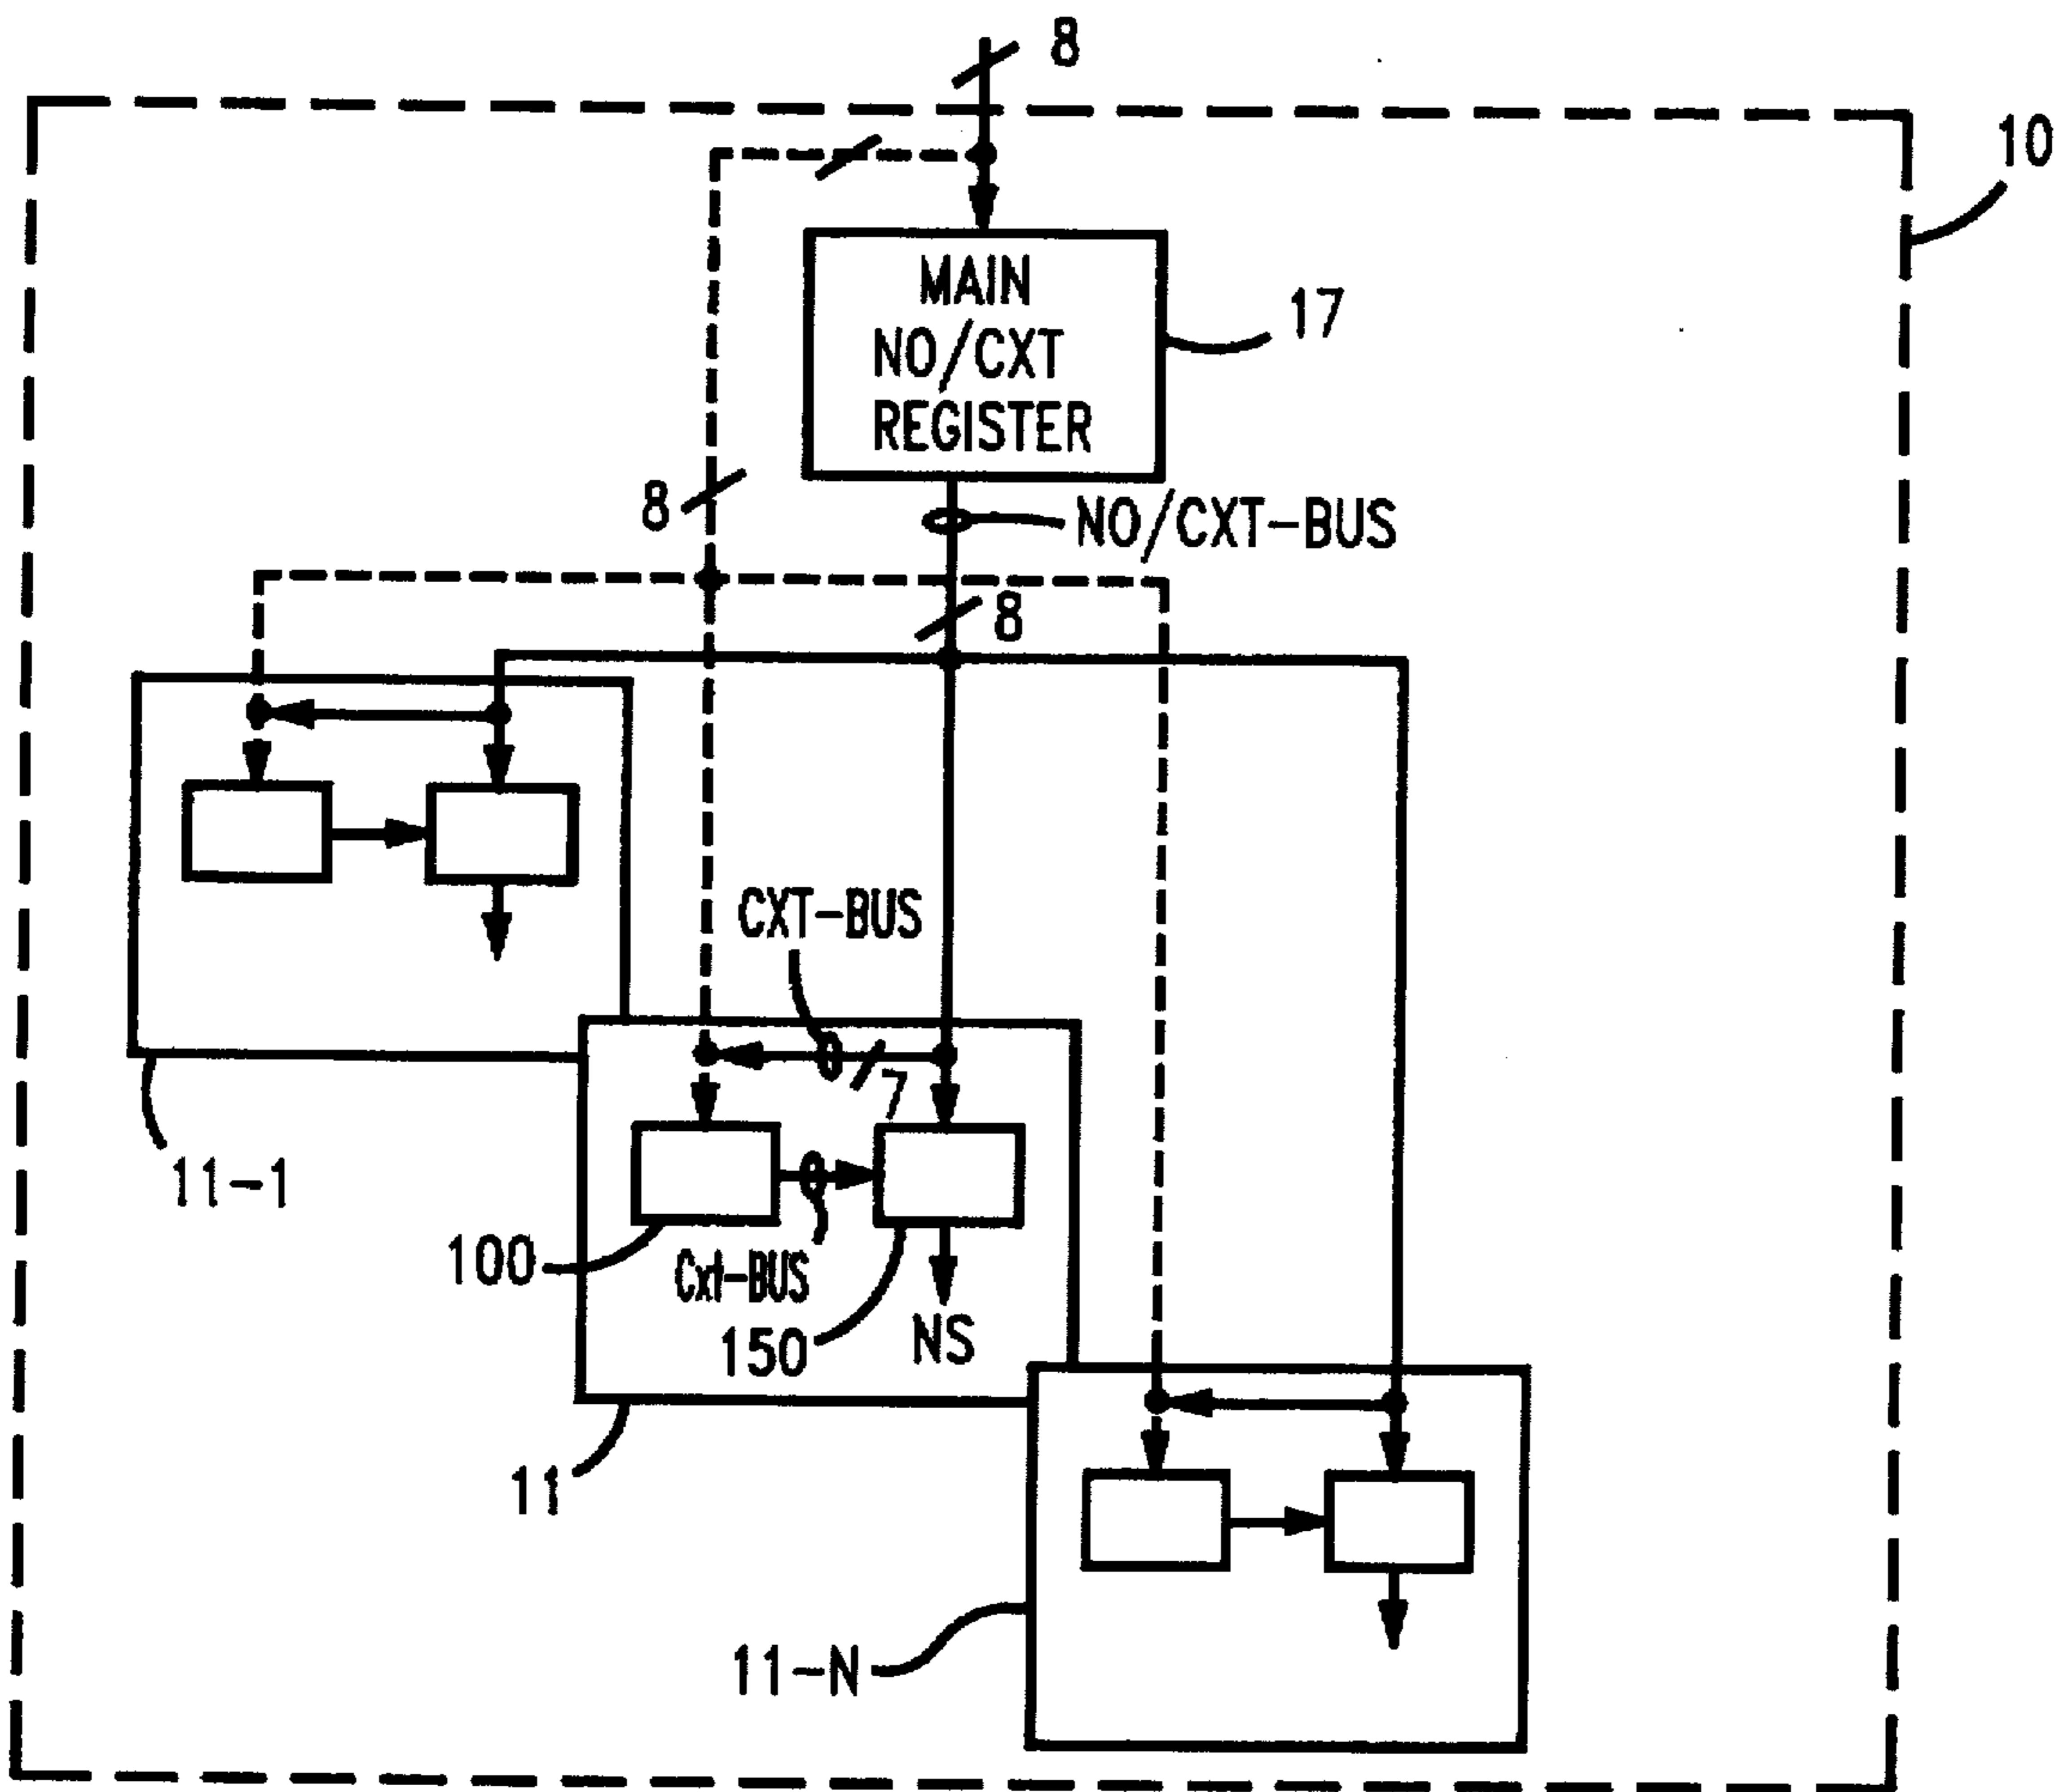 8
10
MAIN
NO/CXT
REGISTER
17
8
NO/CXT-BUS
8
CXT-BUS
7
11-1
100
Cxt-BUS
150
NS
11
11-N